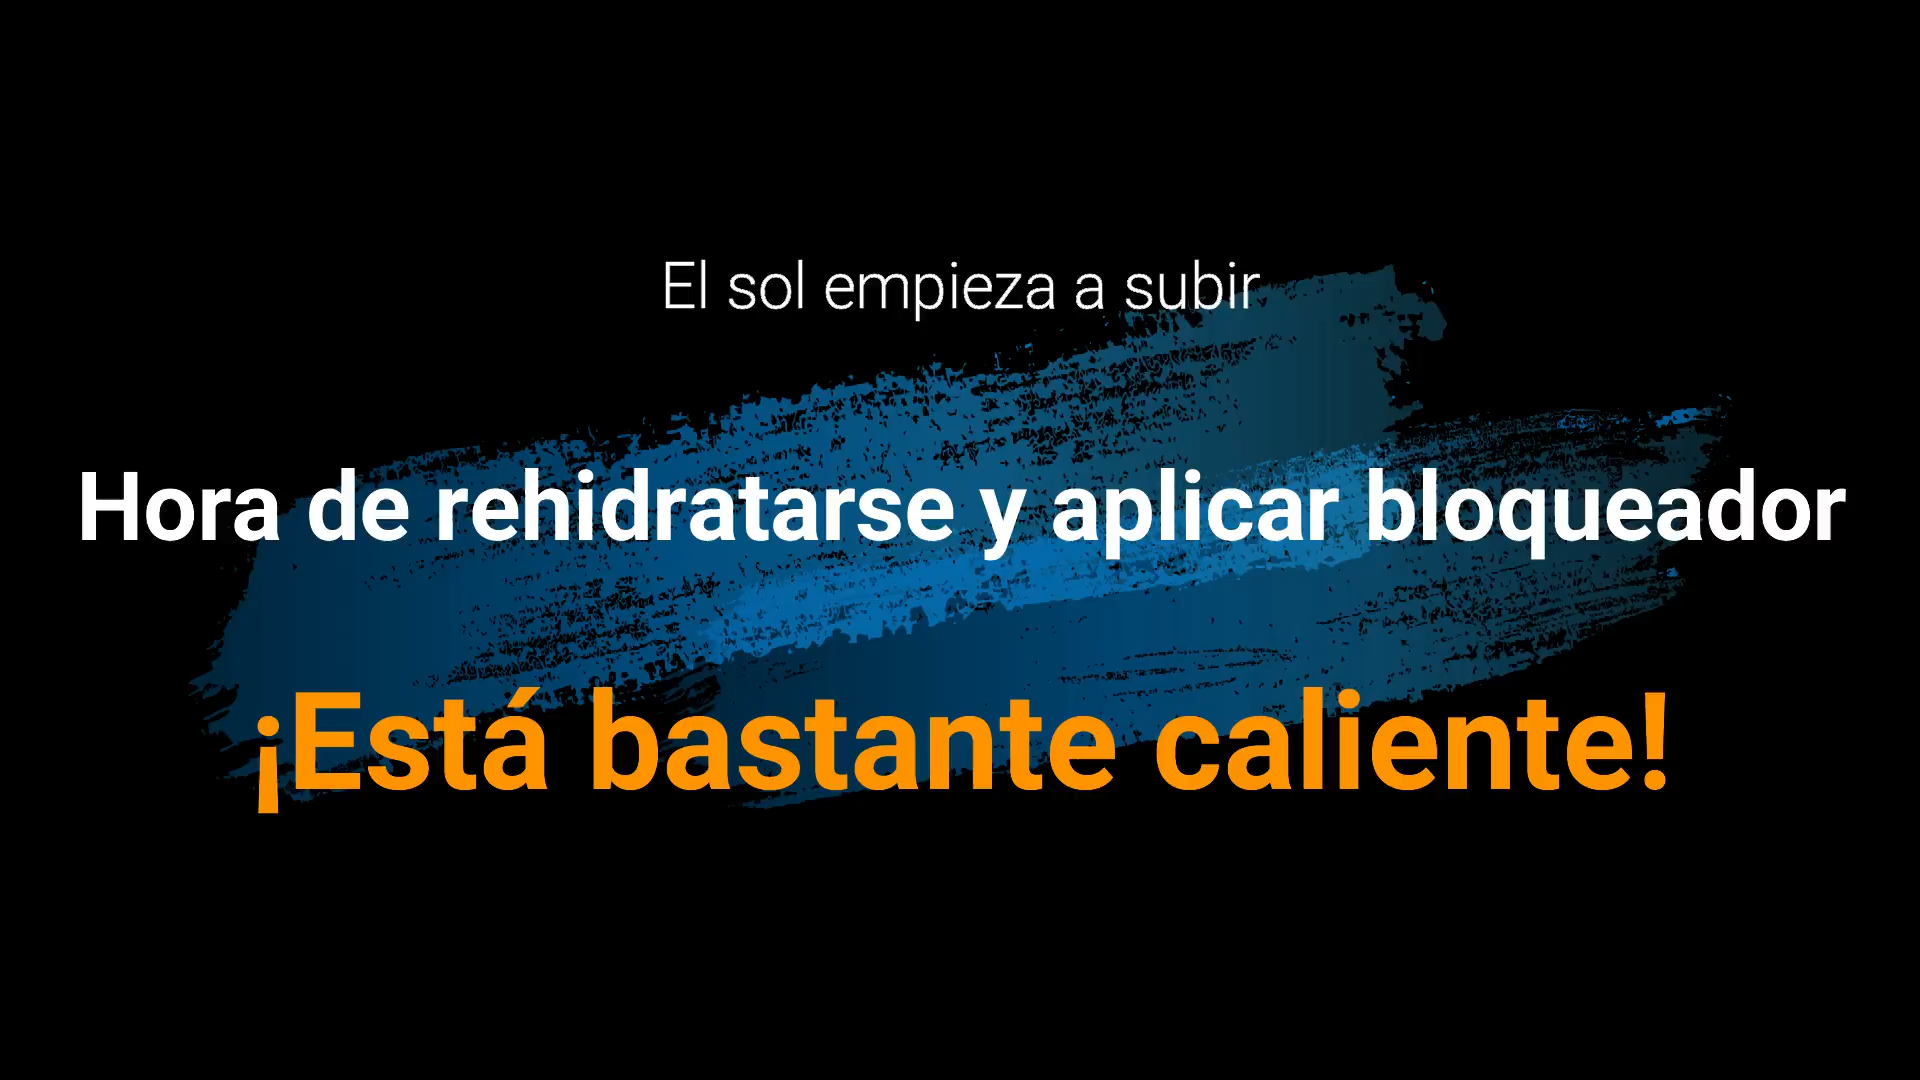 El sol empieza a subir
Hora de rehidratarse y aplicar bloqueador
¡Está bastante caliente!